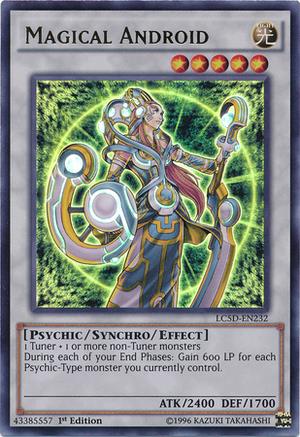 MAGICAL ANDROID
LIGHT
光
LC5D-EN232
[PSYCHIC/SYNCHRO/EFFECT]
1 Tuner + 1 or more non-Tuner monsters
During each of your End Phases: Gain 600 LP for each
Psychic-Type monster you currently control.
ATK/2400 DEF/1700
43385557 1st Edition ©1996 KAZUKI TAKAHASHI